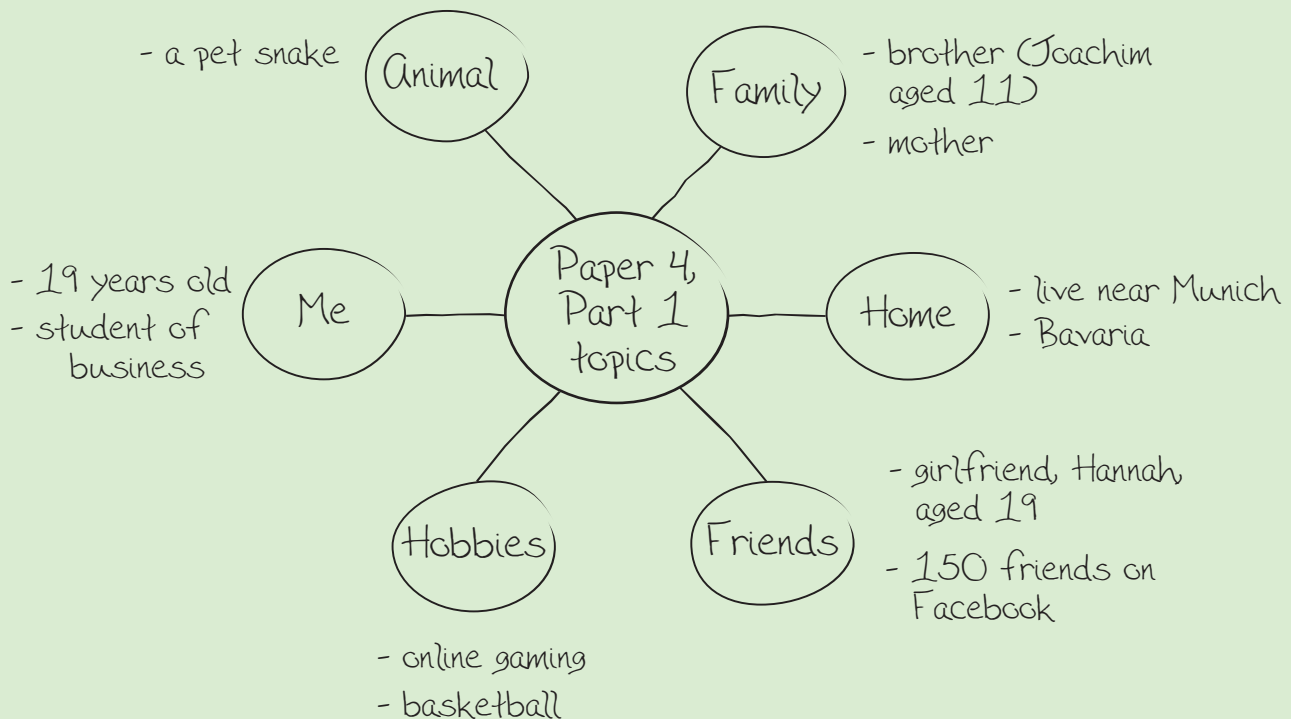 - a pet snake
Animal
Family
- brother (Joachim
aged 11)
- mother
- 19 years old
- student of
business
Me
Paper 4,
Part 1
topics
Home
- live near Munich
- Bavaria
Hobbies
- online gaming
- basketball
Friends
- girlfriend, Hannah,
aged 19
- 150 friends on
Facebook